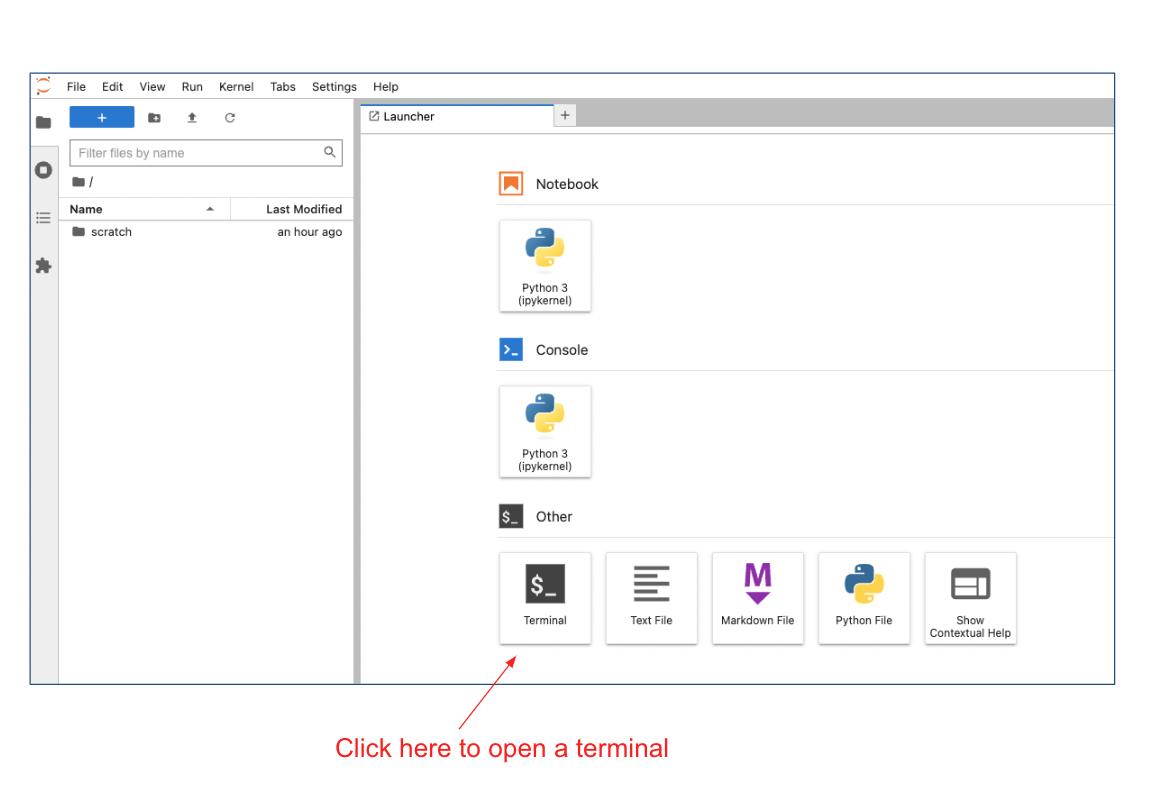 File Edit View Run Kernel Tabs Settings Help
+
Launcher
+
Filter files by name
/
Name Last Modified
scratch an hour ago
Notebook
Python 3
(ipykernel)
>_ Console
Python 3
(ipykernel)
$_ Other
$_
Terminal
Text File
M
Markdown File
Python File
Show
Contextual Help
Click here to open a terminal